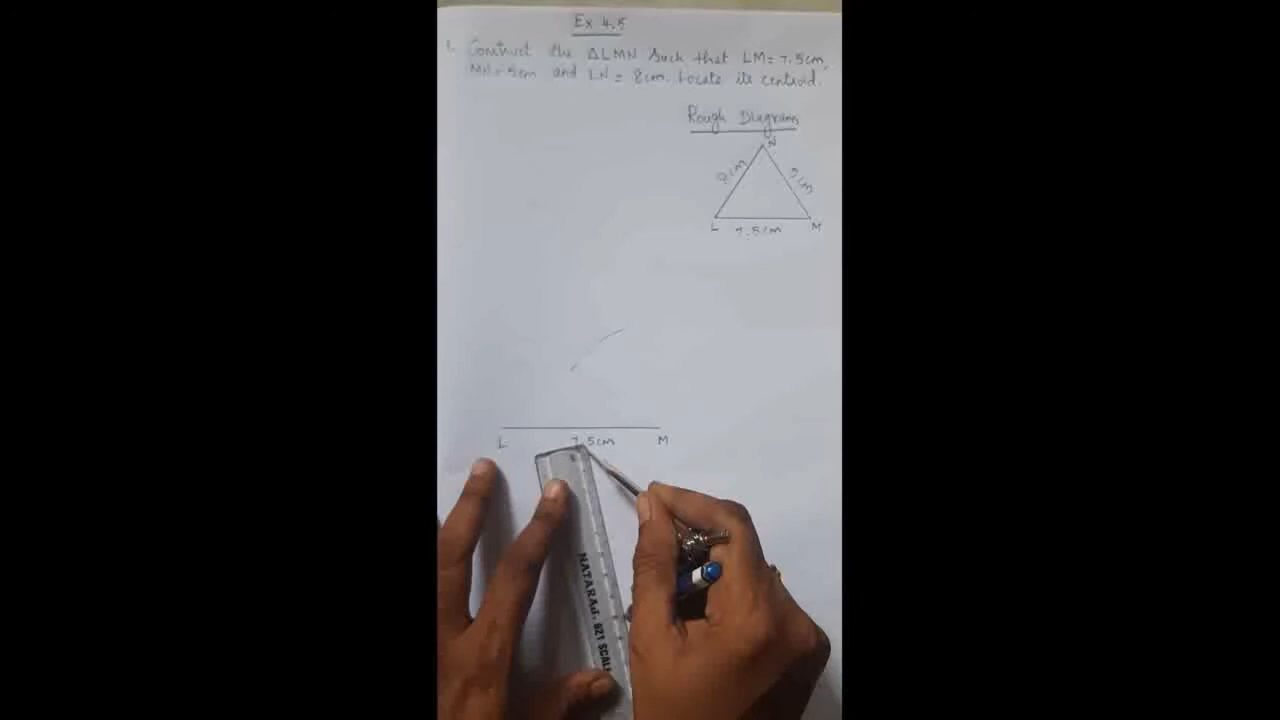 Ex 4.5
1. Construct the ΔLMN such that LM = 7.5cm,
MN = 5cm and LN = 8cm. Locate its centroid.
Rough Diagram
N
8cm 5cm
L 7.5cm M
L 7.5cm M
NATARAJ. 621 SCALE